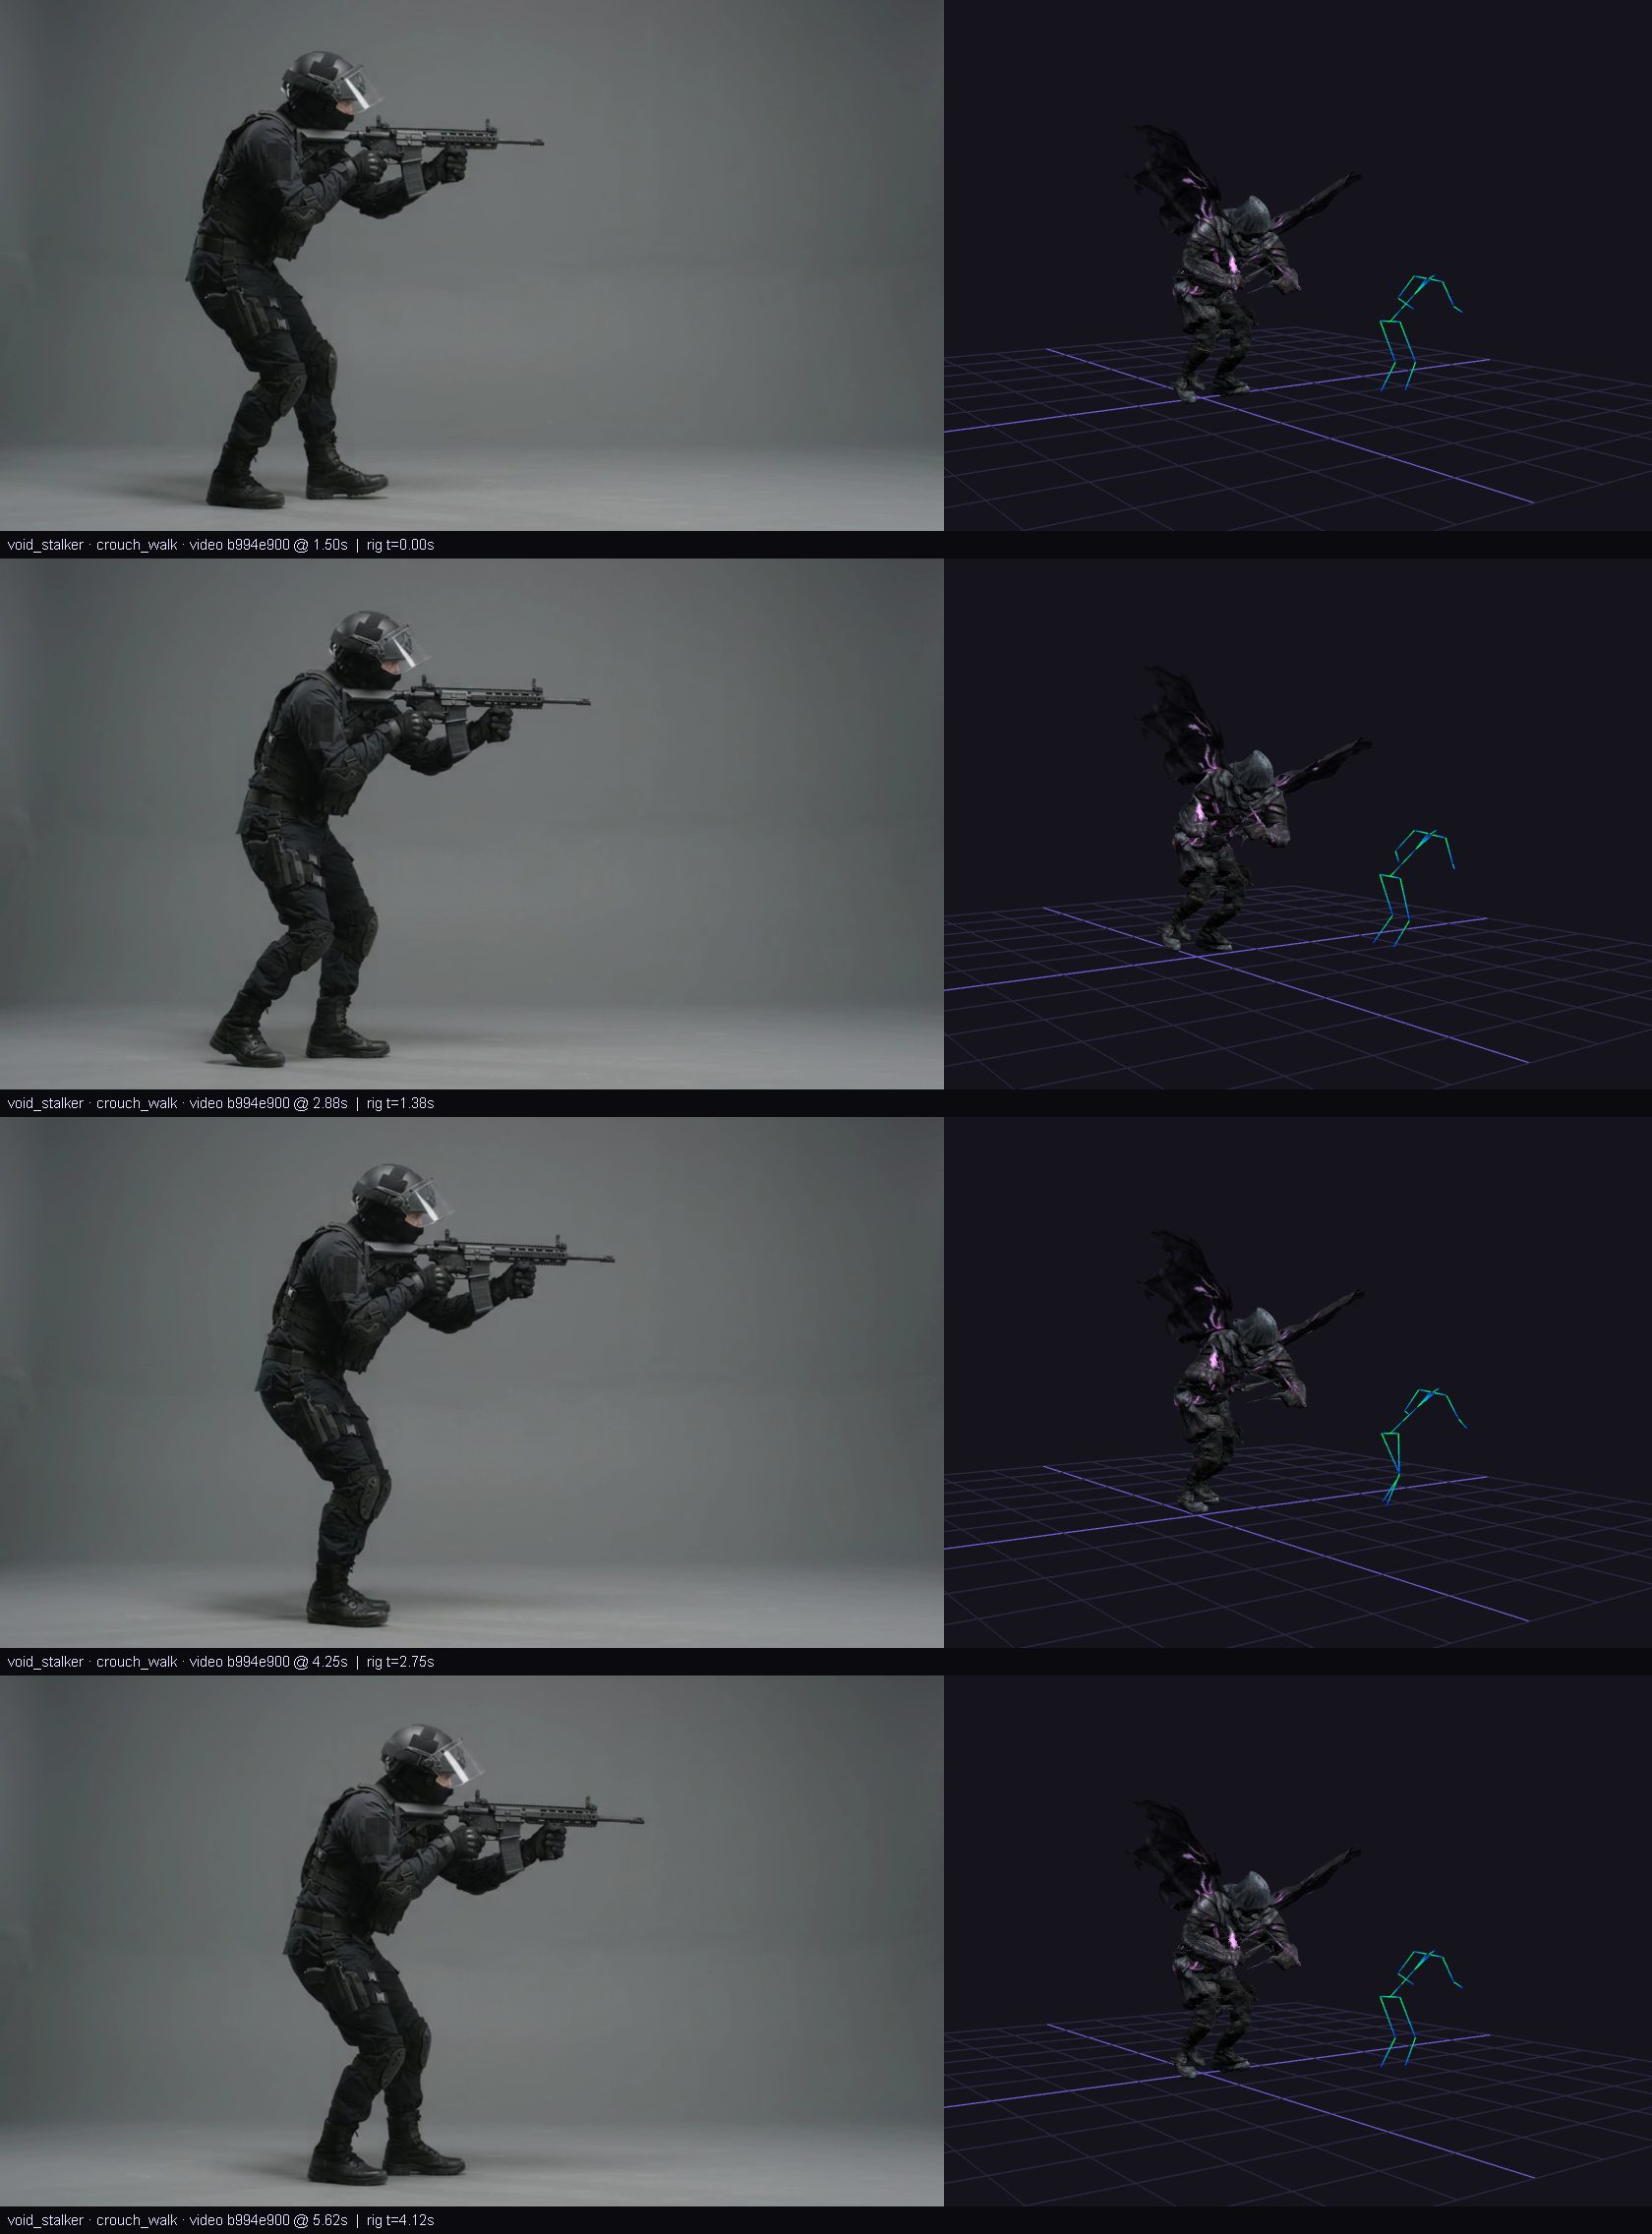 void_stalker · crouch_walk · video b994e900 @ 1.50s | rig t=0.00s
void_stalker · crouch_walk · video b994e900 @ 2.88s | rig t=1.38s
void_stalker · crouch_walk · video b994e900 @ 4.25s | rig t=2.75s
void_stalker · crouch_walk · video b994e900 @ 5.62s | rig t=4.12s